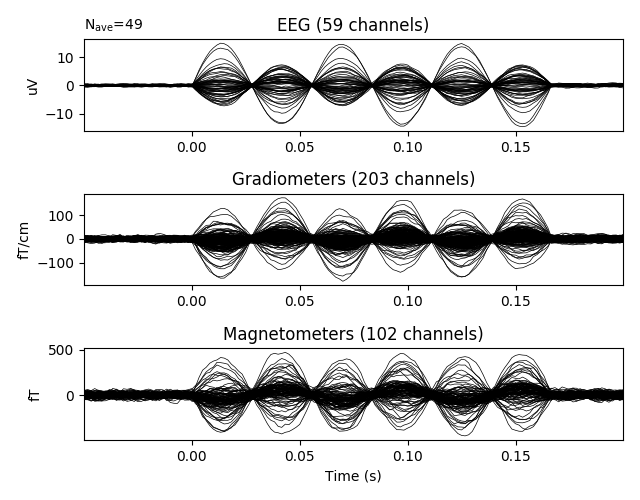 N_ave=49
EEG (59 channels)
10
0
−10
uV
0.00 0.05 0.10 0.15
Gradiometers (203 channels)
100
0
−100
fT/cm
0.00 0.05 0.10 0.15
Magnetometers (102 channels)
500
0
fT
0.00 0.05 0.10 0.15
Time (s)